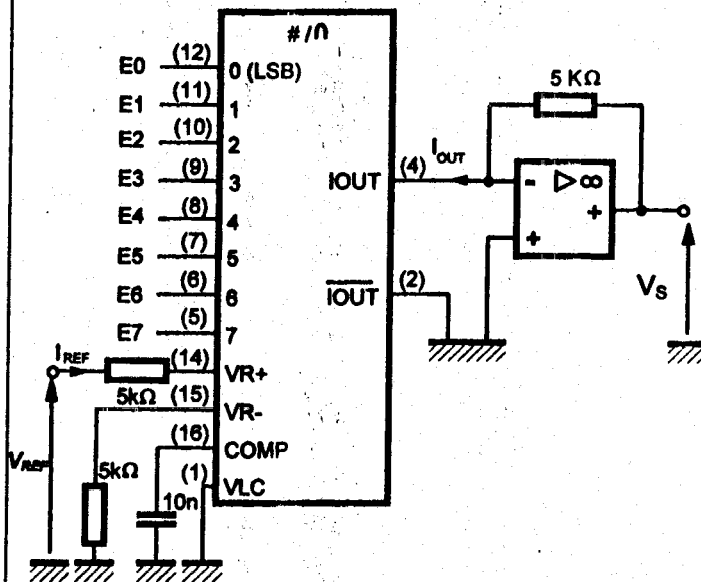 #/n
E0 (12) 0 (LSB)
E1 (11) 1
E2 (10) 2
E3 (9) 3
E4 (8) 4
E5 (7) 5
E6 (6) 6
E7 (5) 7
IREF (14) VR+
5kΩ (15) VR-
VREF (16) COMP
5kΩ (1) VLC
10n
IOUT (4) IOUT
IOUT (2)
5 KΩ
- ▷ ∞
+
+
VS